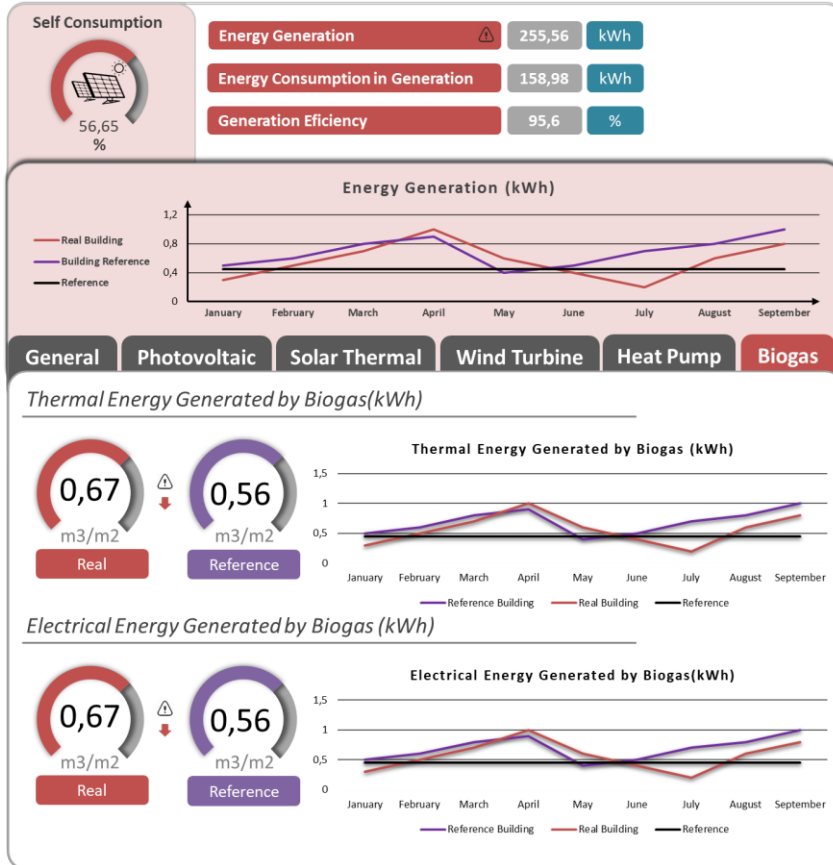 Self Consumption
56,65
%
Energy Generation 255,56 kWh
Energy Consumption in Generation 158,98 kWh
Generation Eficiency 95,6 %
Energy Generation (kWh)
Real Building
Building Reference
Reference
1,2
0,8
0,4
0
January February March April May June July August September
General Photovoltaic Solar Thermal Wind Turbine Heat Pump Biogas
Thermal Energy Generated by Biogas(kWh)
0,67
m3/m2
Real
0,56
m3/m2
Reference
Thermal Energy Generated by Biogas (kWh)
1,5
1
0,5
0
January February March April May June July August September
Reference Building Real Building Reference
Electrical Energy Generated by Biogas (kWh)
0,67
m3/m2
Real
0,56
m3/m2
Reference
Electrical Energy Generated by Biogas(kWh)
1,5
1
0,5
0
January February March April May June July August September
Reference Building Real Building Reference